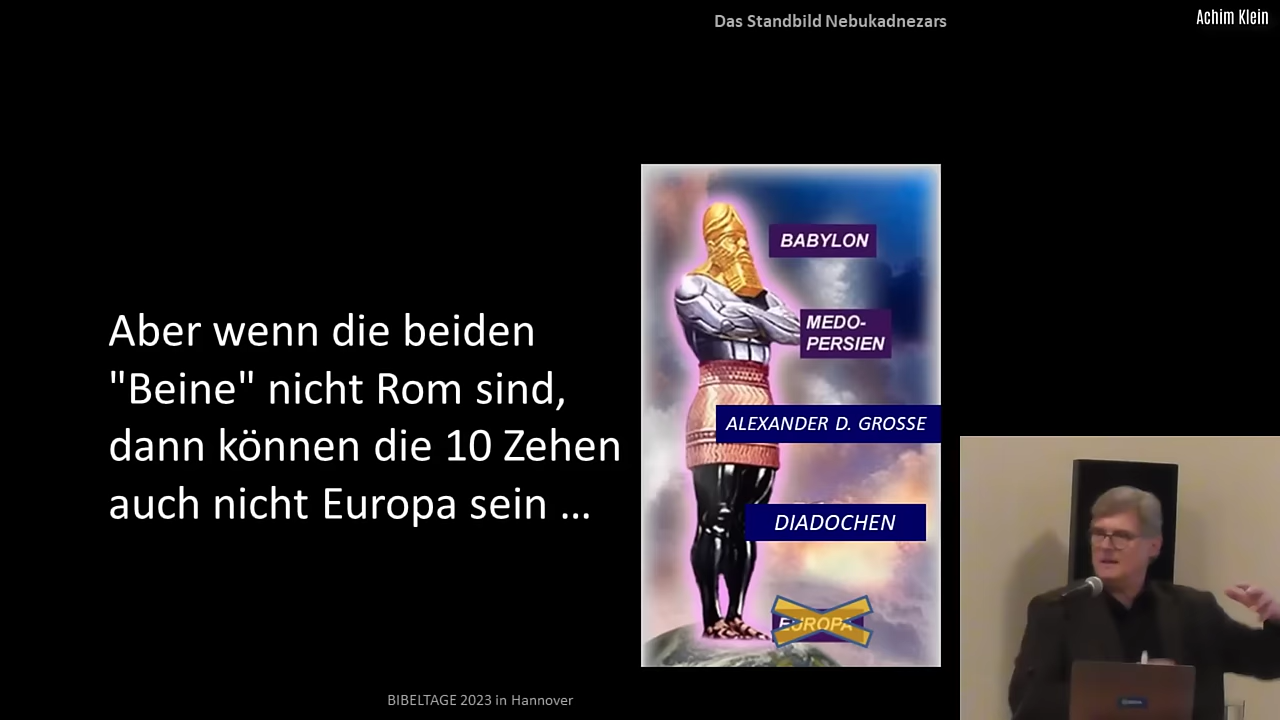 Das Standbild Nebukadnezars
Achim Klein
Aber wenn die beiden
"Beine" nicht Rom sind,
dann können die 10 Zehen
auch nicht Europa sein ...
BABYLON
MEDO-
PERSIEN
ALEXANDER D. GROSSE
DIADOCHEN
EUROPA
BIBELTAGE 2023 in Hannover